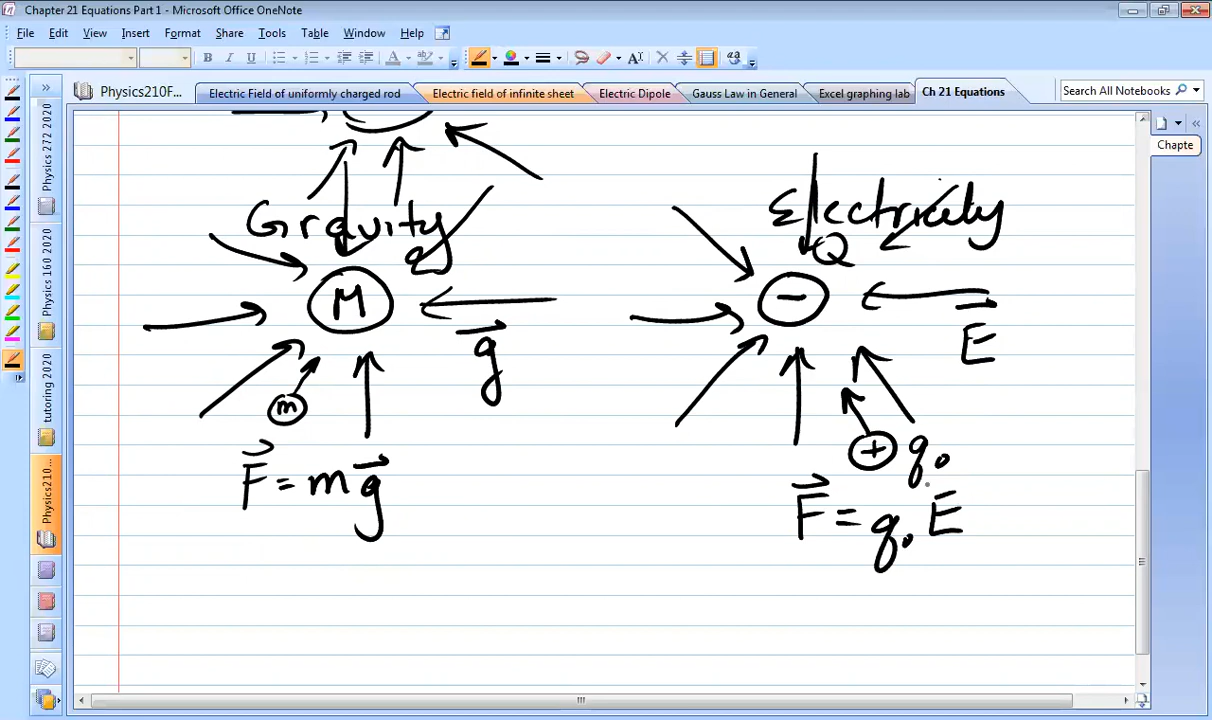 Chapter 21 Equations Part 1 - Microsoft Office OneNote
File Edit View Insert Format Share Tools Table Window Help
Physics210F... Electric Field of uniformly charged rod Electric field of infinite sheet Electric Dipole Gauss Law in General Excel graphing lab Ch 21 Equations Search All Notebooks
Chapte
Physics 272 2020
Physics 160 2020
tutoring 2020
Physics210...
Gravity
M
g
m
F = mg
Electricity
Q
−
E
+ q₀
F = q₀ E